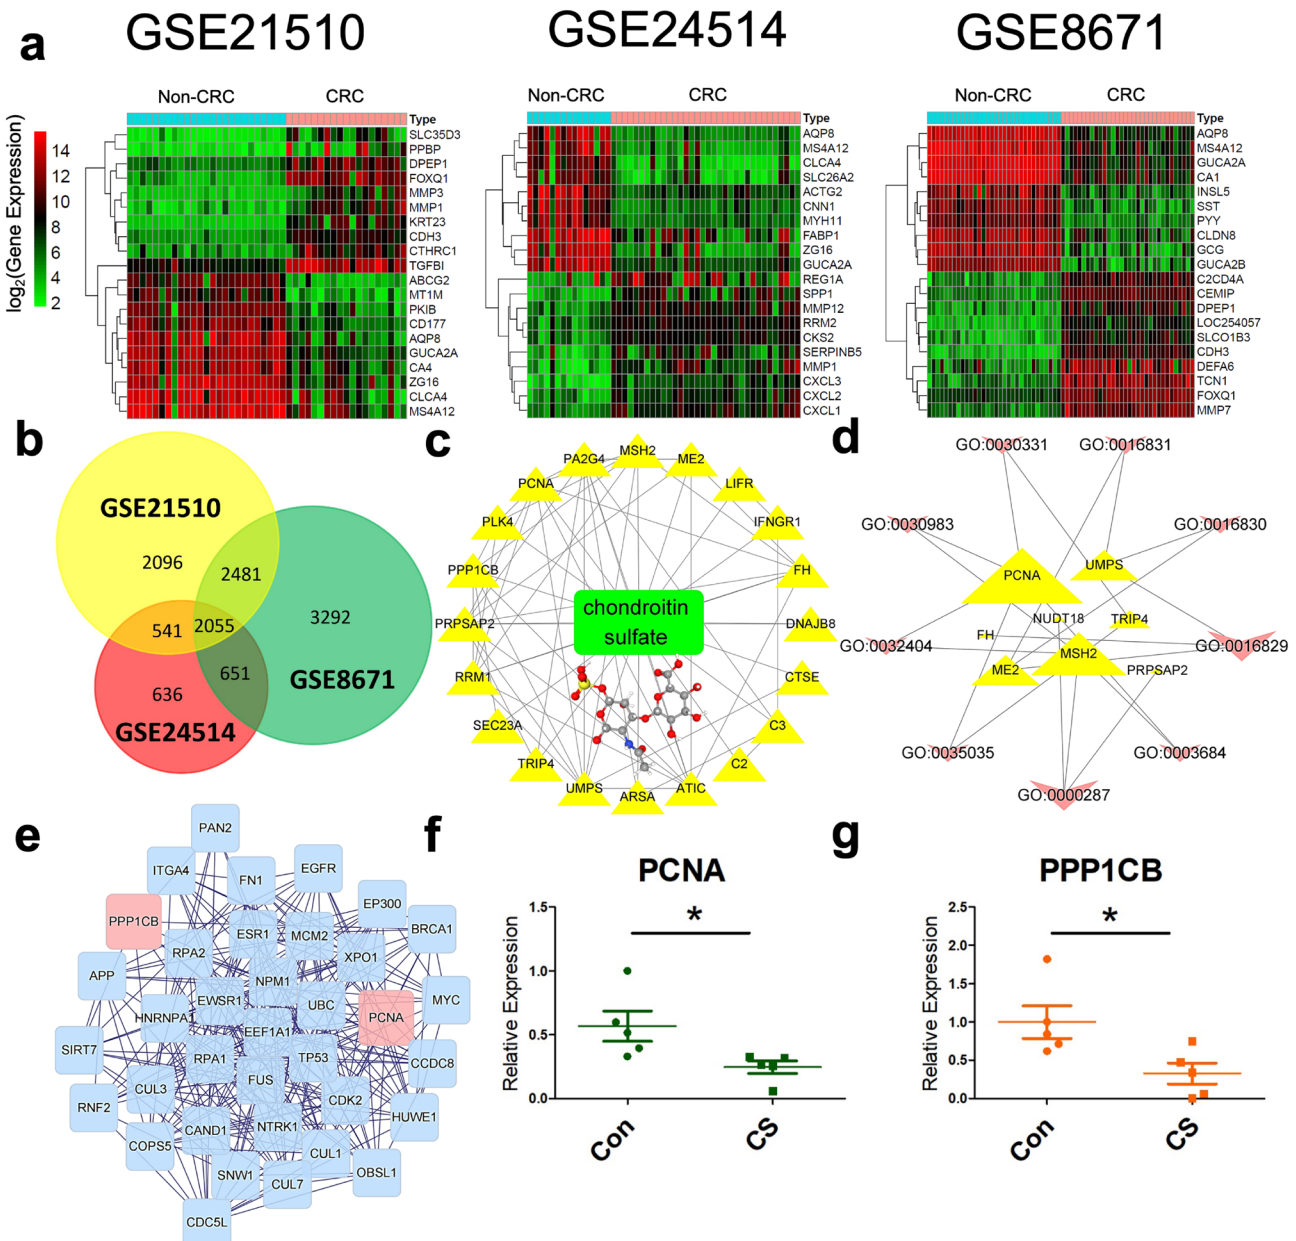 a
GSE21510
GSE24514
GSE8671
Non-CRC
CRC
Type
log2(Gene Expression)
14
12
10
8
6
4
2
SLC35D3
PPBP
DPEP1
FOXQ1
MMP3
MMP1
KRT23
CDH3
CTHRC1
TGFBI
ABCG2
MT1M
PKIB
CD177
AQP8
GUCA2A
CA4
ZG16
CLCA4
MS4A12
Non-CRC
CRC
Type
AQP8
MS4A12
CLCA4
SLC26A2
ACTG2
CNN1
MYH11
FABP1
ZG16
GUCA2A
REG1A
SPP1
MMP12
RRM2
CKS2
SERPINB5
MMP1
CXCL3
CXCL2
CXCL1
Non-CRC
CRC
Type
AQP8
MS4A12
GUCA2A
CA1
INSL5
SST
PYY
CLDN8
GCG
GUCA2B
C2CD4A
CEMIP
DPEP1
LOC254057
SLCO1B3
CDH3
DEFA6
TCN1
FOXQ1
MMP7
b
GSE21510
2096
2481
3292
541
2055
651
636
GSE8671
GSE24514
c
MSH2
PA2G4
ME2
PCNA
LIFR
PLK4
IFNGR1
PPP1CB
FH
chondroitin
sulfate
PRPSAP2
DNAJB8
RRM1
CTSE
SEC23A
C3
TRIP4
C2
UMPS
ARSA
ATIC
d
GO:0030331
GO:0016831
GO:0030983
GO:0016830
PCNA
UMPS
NUDT18
TRIP4
FH
GO:0032404
MSH2
GO:0016829
ME2
PRPSAP2
GO:0035035
GO:0003684
GO:0000287
e
PAN2
ITGA4
FN1
EGFR
PPP1CB
EP300
ESR1
MCM2
BRCA1
RPA2
XPO1
APP
NPM1
EWSR1
UBC
MYC
HNRNPA1
PCNA
EEF1A1
SIRT7
RPA1
TP53
CCDC8
CUL3
FUS
RNF2
CDK2
HUWE1
COPS5
CAND1
NTRK1
CUL1
SNW1
CUL7
OBSL1
CDC5L
f
PCNA
Relative Expression
1.5
1.0
0.5
0.0
*
Con
CS
g
PPP1CB
Relative Expression
2.5
2.0
1.5
1.0
0.5
0.0
*
Con
CS